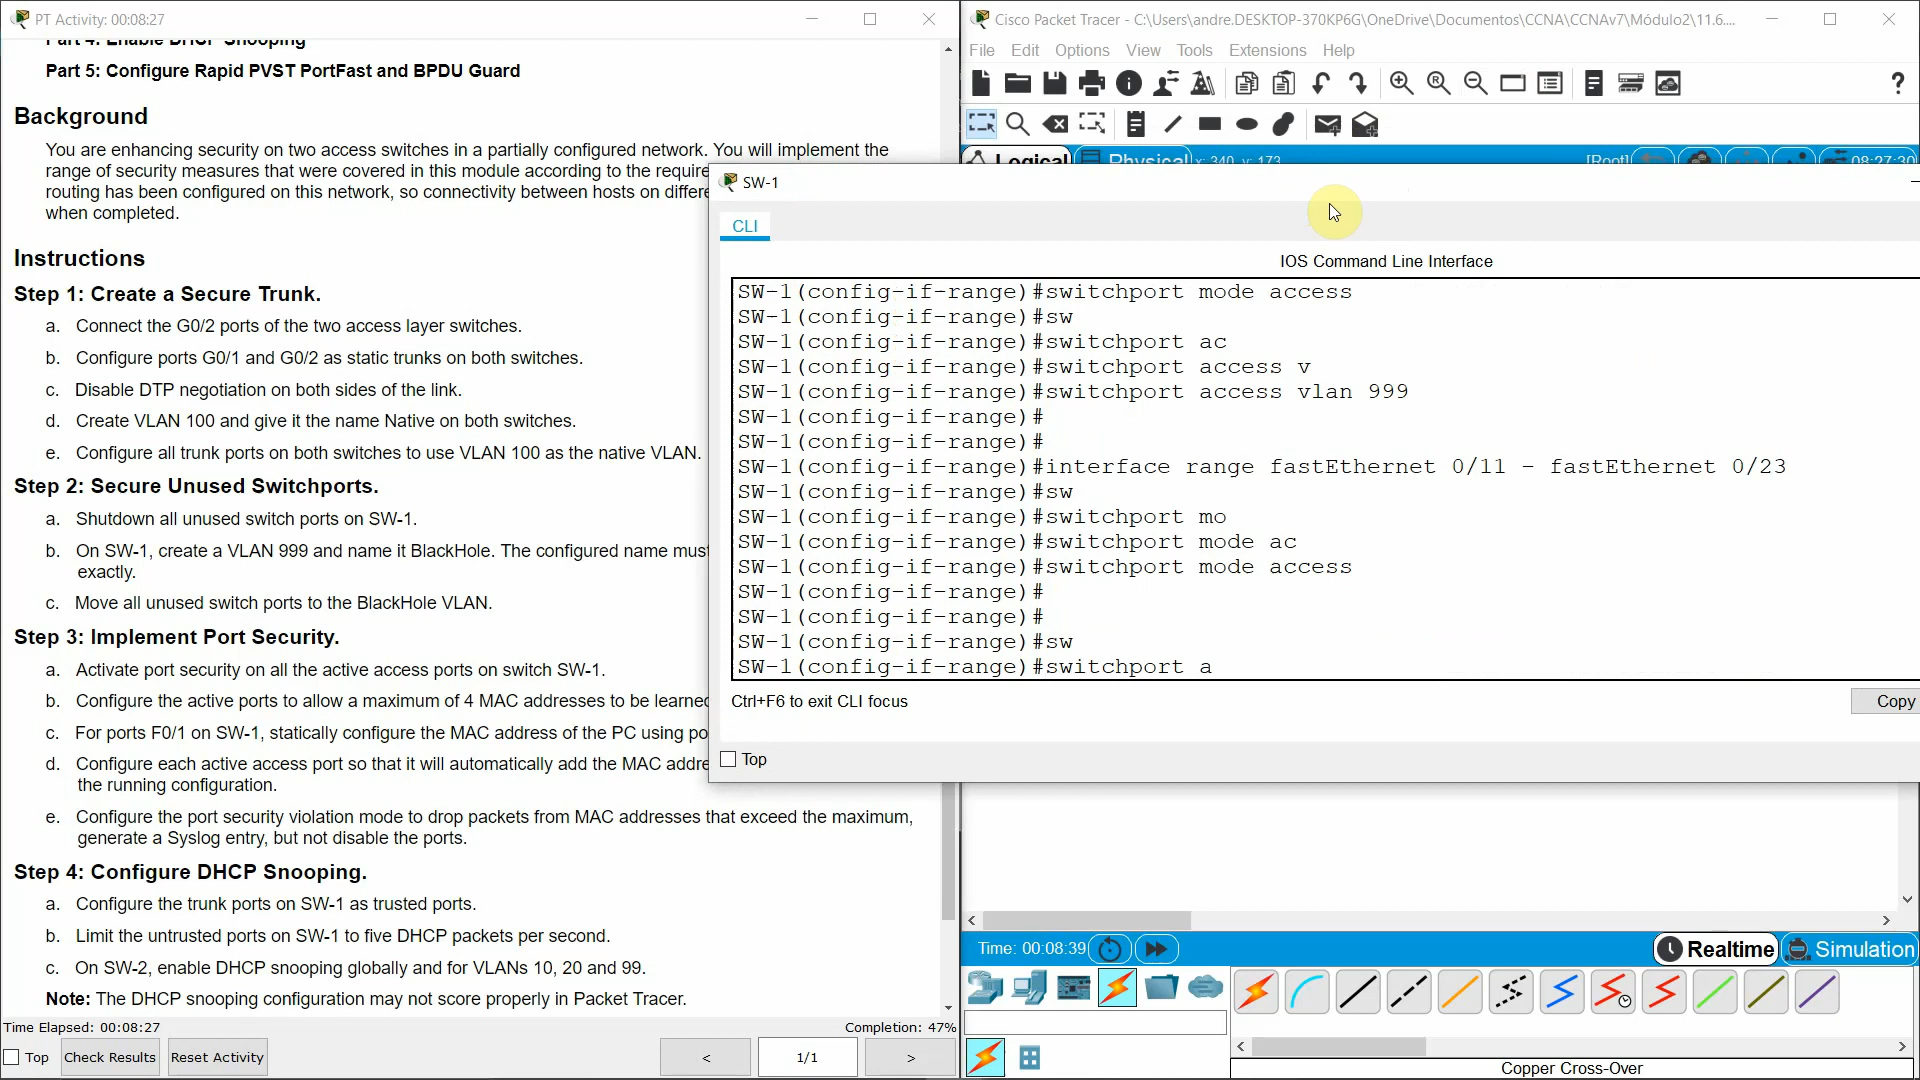 PT Activity: 00:08:27
Part 4: Enable DHCP Snooping
Part 5: Configure Rapid PVST PortFast and BPDU Guard
Background
You are enhancing security on two access switches in a partially configured network. You will implement the
range of security measures that were covered in this module according to the require
routing has been configured on this network, so connectivity between hosts on differe
when completed.
Instructions
Step 1: Create a Secure Trunk.
a. Connect the G0/2 ports of the two access layer switches.
b. Configure ports G0/1 and G0/2 as static trunks on both switches.
c. Disable DTP negotiation on both sides of the link.
d. Create VLAN 100 and give it the name Native on both switches.
e. Configure all trunk ports on both switches to use VLAN 100 as the native VLAN.
Step 2: Secure Unused Switchports.
a. Shutdown all unused switch ports on SW-1.
b. On SW-1, create a VLAN 999 and name it BlackHole. The configured name mus
exactly.
c. Move all unused switch ports to the BlackHole VLAN.
Step 3: Implement Port Security.
a. Activate port security on all the active access ports on switch SW-1.
b. Configure the active ports to allow a maximum of 4 MAC addresses to be learne
c. For ports F0/1 on SW-1, statically configure the MAC address of the PC using po
d. Configure each active access port so that it will automatically add the MAC addre
the running configuration.
e. Configure the port security violation mode to drop packets from MAC addresses that exceed the maximum,
generate a Syslog entry, but not disable the ports.
Step 4: Configure DHCP Snooping.
a. Configure the trunk ports on SW-1 as trusted ports.
b. Limit the untrusted ports on SW-1 to five DHCP packets per second.
c. On SW-2, enable DHCP snooping globally and for VLANs 10, 20 and 99.
Note: The DHCP snooping configuration may not score properly in Packet Tracer.
Time Elapsed: 00:08:27
Completion: 47%
Top
Check Results
Reset Activity
<
1/1
>
Cisco Packet Tracer - C:\Users\andre.DESKTOP-370KP6G\OneDrive\Documentos\CCNA\CCNAv7\Módulo2\11.6....
File Edit Options View Tools Extensions Help
?
Logical
Physical
x: 340, y: 173
[Root]
08:27:30
SW-1
CLI
IOS Command Line Interface
SW-1(config-if-range)#switchport mode access
SW-1(config-if-range)#sw
SW-1(config-if-range)#switchport ac
SW-1(config-if-range)#switchport access v
SW-1(config-if-range)#switchport access vlan 999
SW-1(config-if-range)#
SW-1(config-if-range)#
SW-1(config-if-range)#interface range fastEthernet 0/11 - fastEthernet 0/23
SW-1(config-if-range)#sw
SW-1(config-if-range)#switchport mo
SW-1(config-if-range)#switchport mode ac
SW-1(config-if-range)#switchport mode access
SW-1(config-if-range)#
SW-1(config-if-range)#
SW-1(config-if-range)#sw
SW-1(config-if-range)#switchport a
Ctrl+F6 to exit CLI focus
Copy
Top
Time: 00:08:39
Realtime
Simulation
Copper Cross-Over